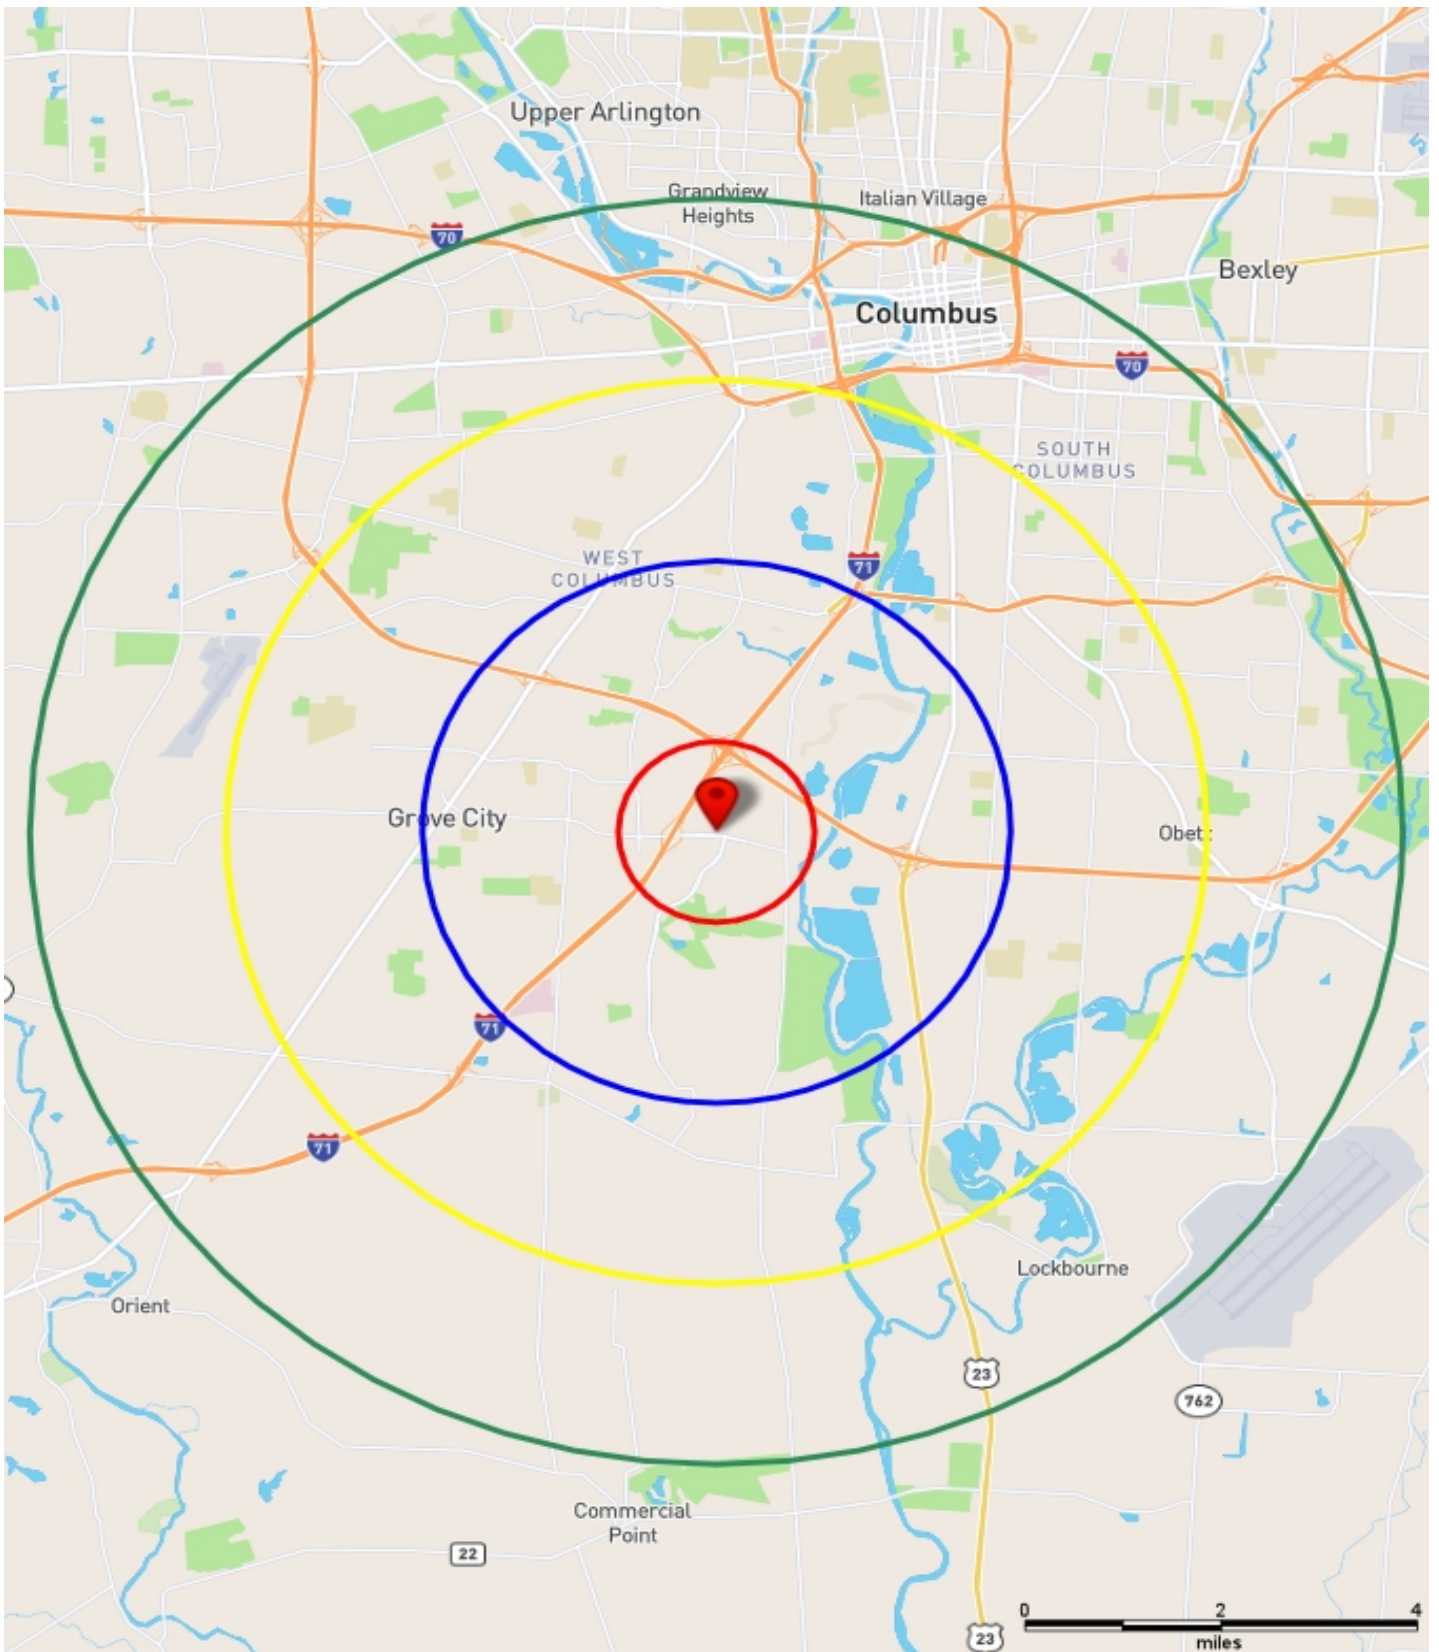 Upper Arlington
Grandview
Heights
Italian Village
70
Bexley
Columbus
70
SOUTH
COLUMBUS
WEST
COLUMBUS
71
Grove City
Obetz
71
71
Lockbourne
Orient
23
762
Commercial
Point
22
0 2 4
miles
23